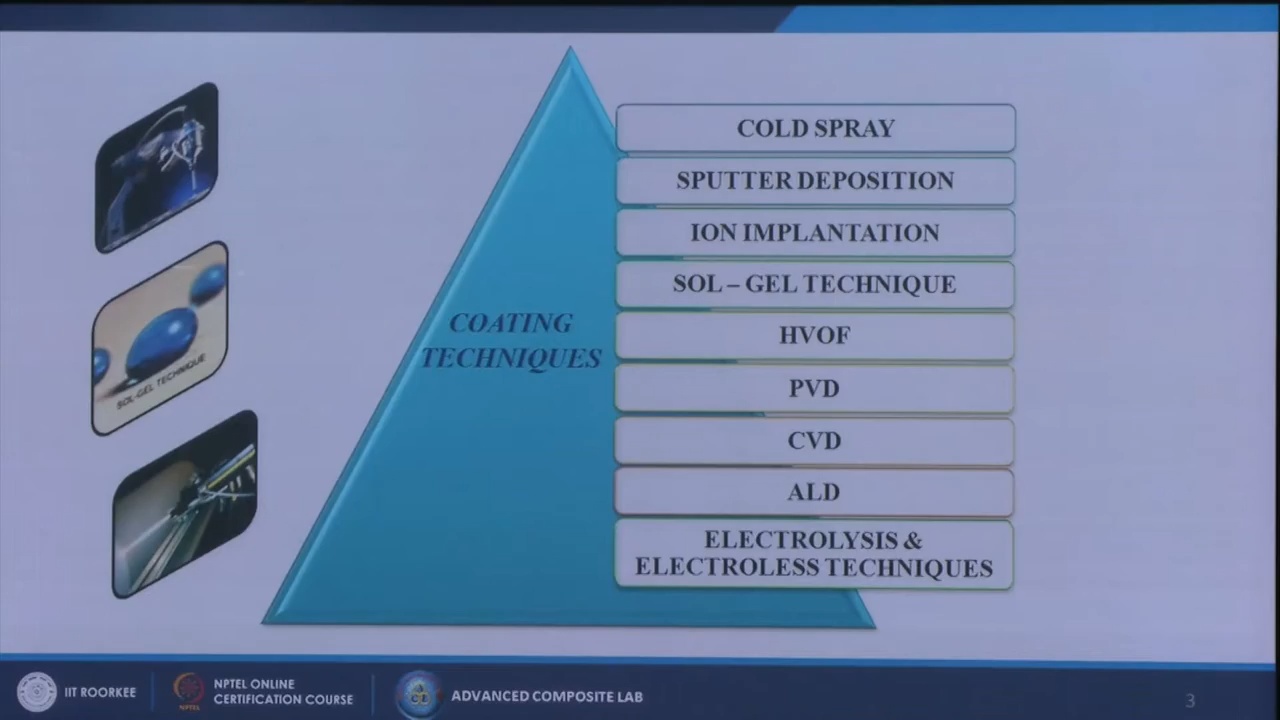 COLD SPRAY
SPUTTER DEPOSITION
ION IMPLANTATION
SOL – GEL TECHNIQUE
COATING
TECHNIQUES
HVOF
PVD
CVD
ALD
ELECTROLYSIS &
ELECTROLESS TECHNIQUES
SOL-GEL TECHNIQUE
IIT ROORKEE
NPTEL
NPTEL ONLINE
CERTIFICATION COURSE
ADVANCED COMPOSITE LAB
3